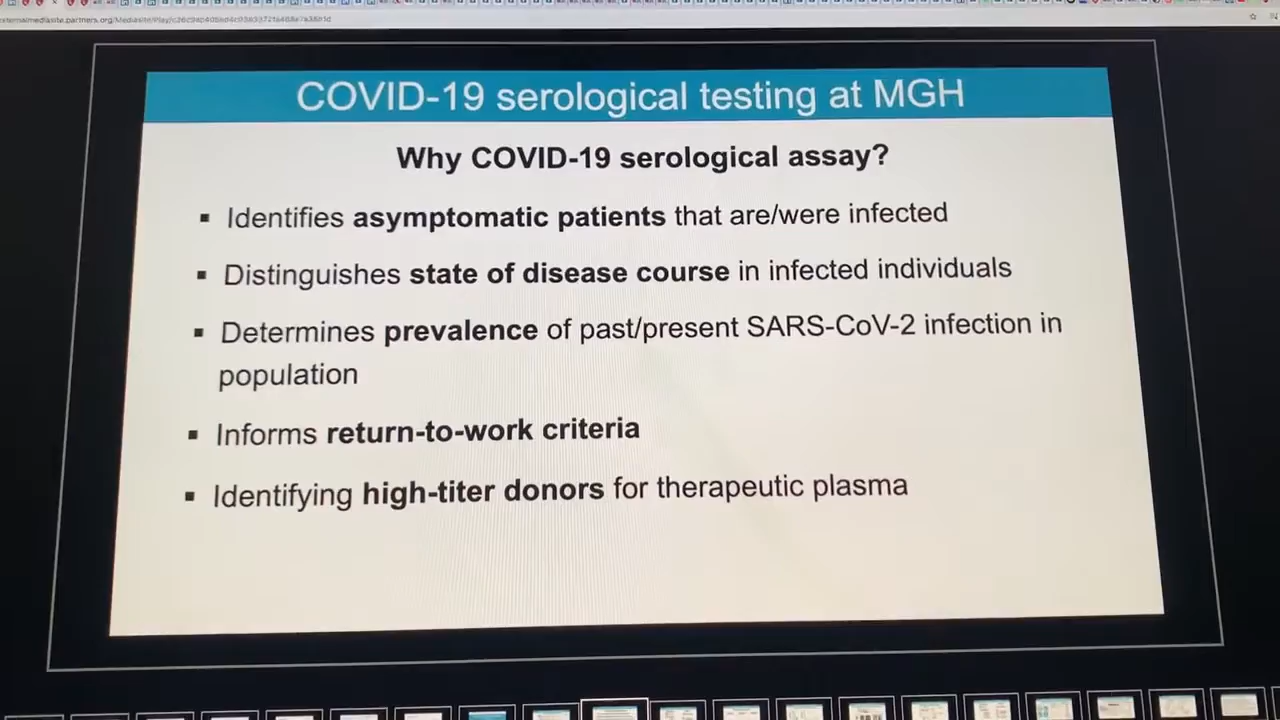 COVID-19 serological testing at MGH
Why COVID-19 serological assay?
▪ Identifies asymptomatic patients that are/were infected
▪ Distinguishes state of disease course in infected individuals
▪ Determines prevalence of past/present SARS-CoV-2 infection in
population
▪ Informs return-to-work criteria
▪ Identifying high-titer donors for therapeutic plasma